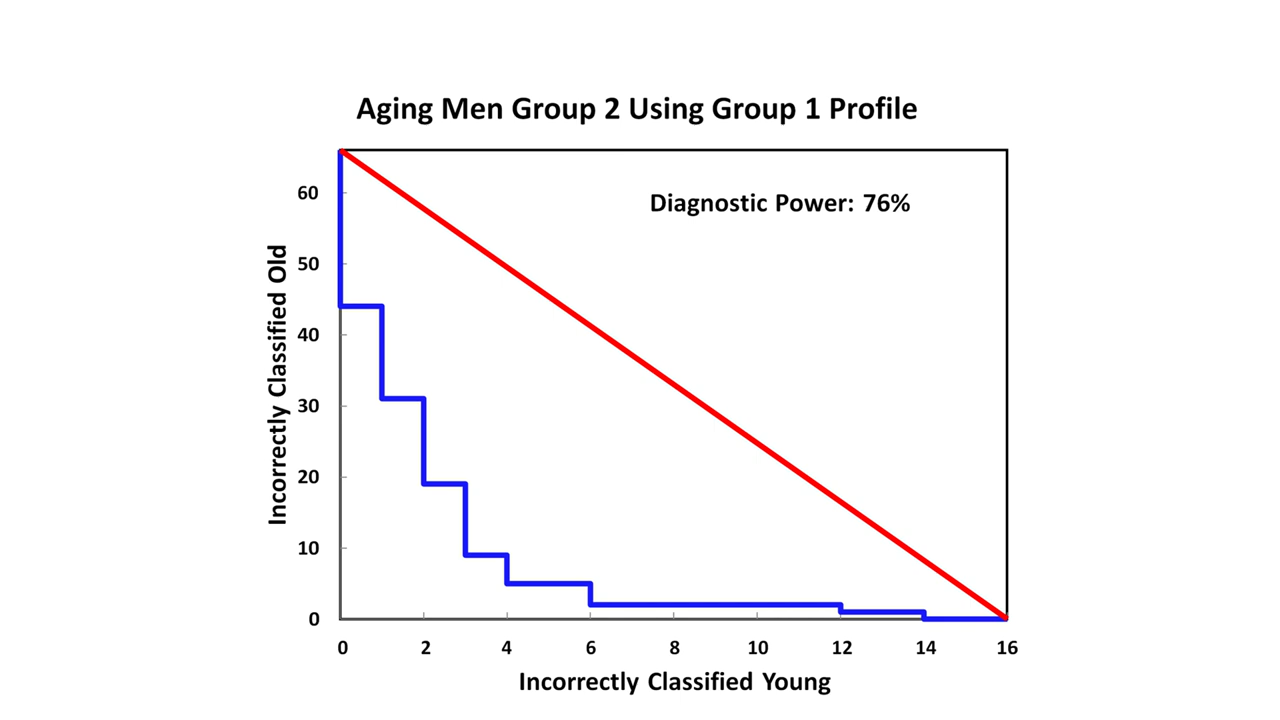 Aging Men Group 2 Using Group 1 Profile
Diagnostic Power: 76%
Incorrectly Classified Old
60
50
40
30
20
10
0
0 2 4 6 8 10 12 14 16
Incorrectly Classified Young